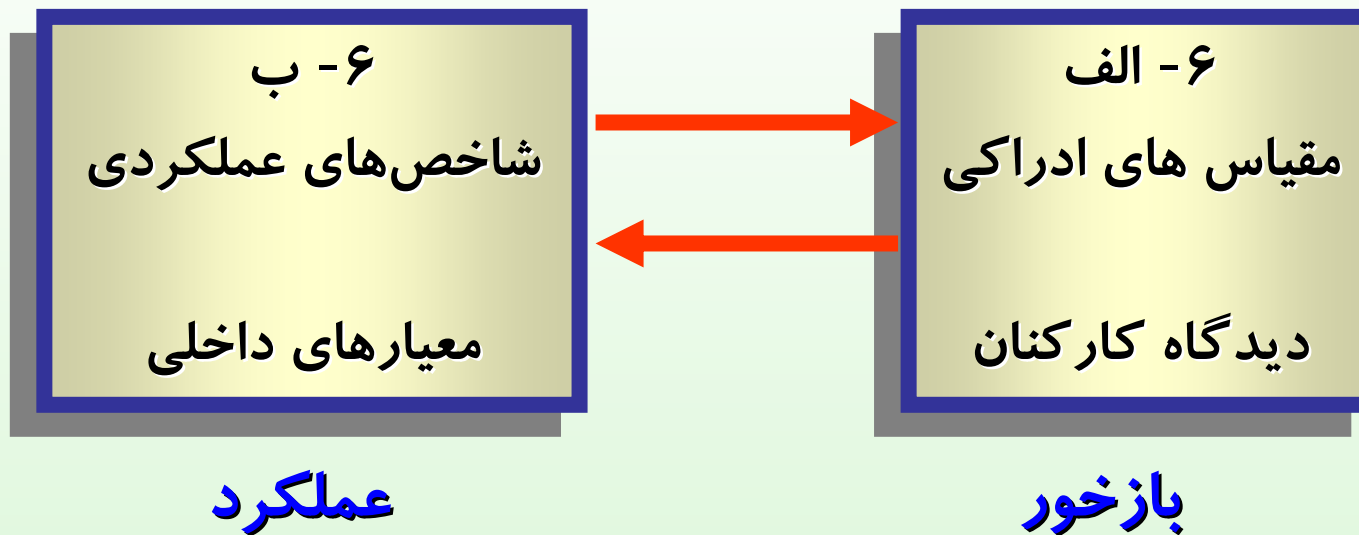 ۶- الف
مقیاس های ادراکی
دیدگاه کارکنان
بازخور
۶- ب
شاخص‌های عملکردی
معیارهای داخلی
عملکرد